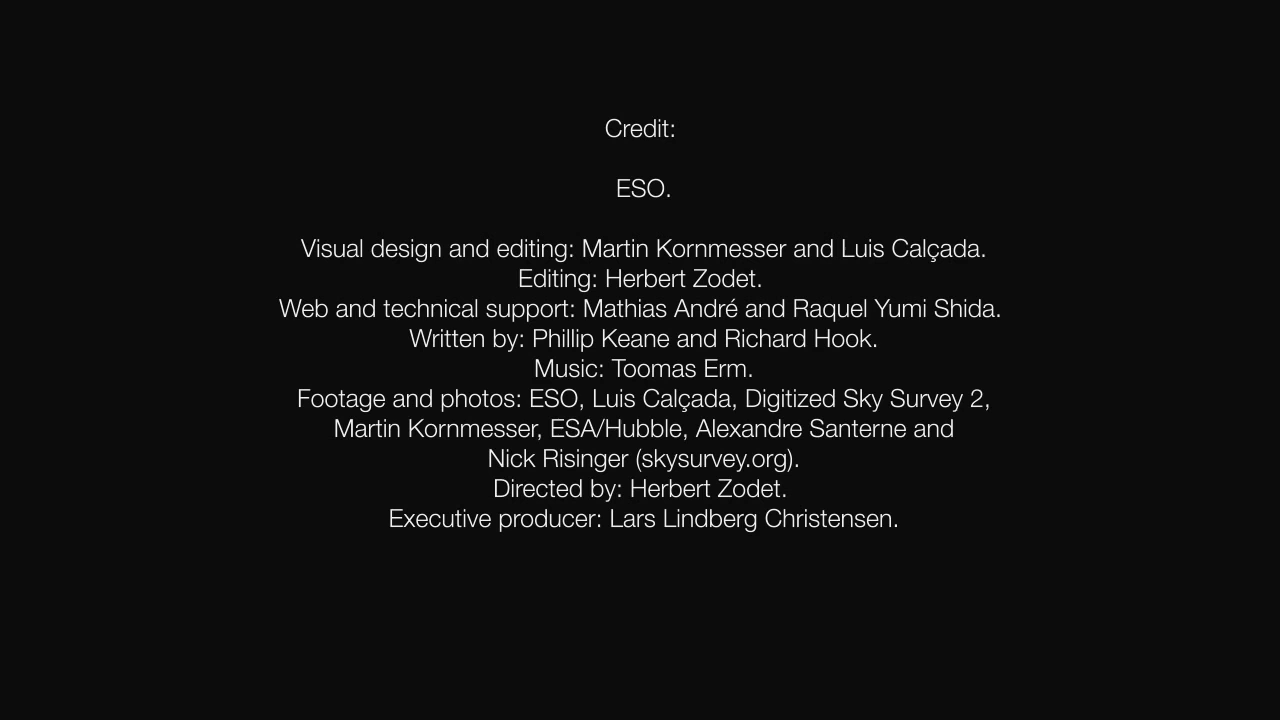 Credit:
ESO.
Visual design and editing: Martin Kornmesser and Luis Calçada.
Editing: Herbert Zodet.
Web and technical support: Mathias André and Raquel Yumi Shida.
Written by: Phillip Keane and Richard Hook.
Music: Toomas Erm.
Footage and photos: ESO, Luis Calçada, Digitized Sky Survey 2,
Martin Kornmesser, ESA/Hubble, Alexandre Santerne and
Nick Risinger (skysurvey.org).
Directed by: Herbert Zodet.
Executive producer: Lars Lindberg Christensen.